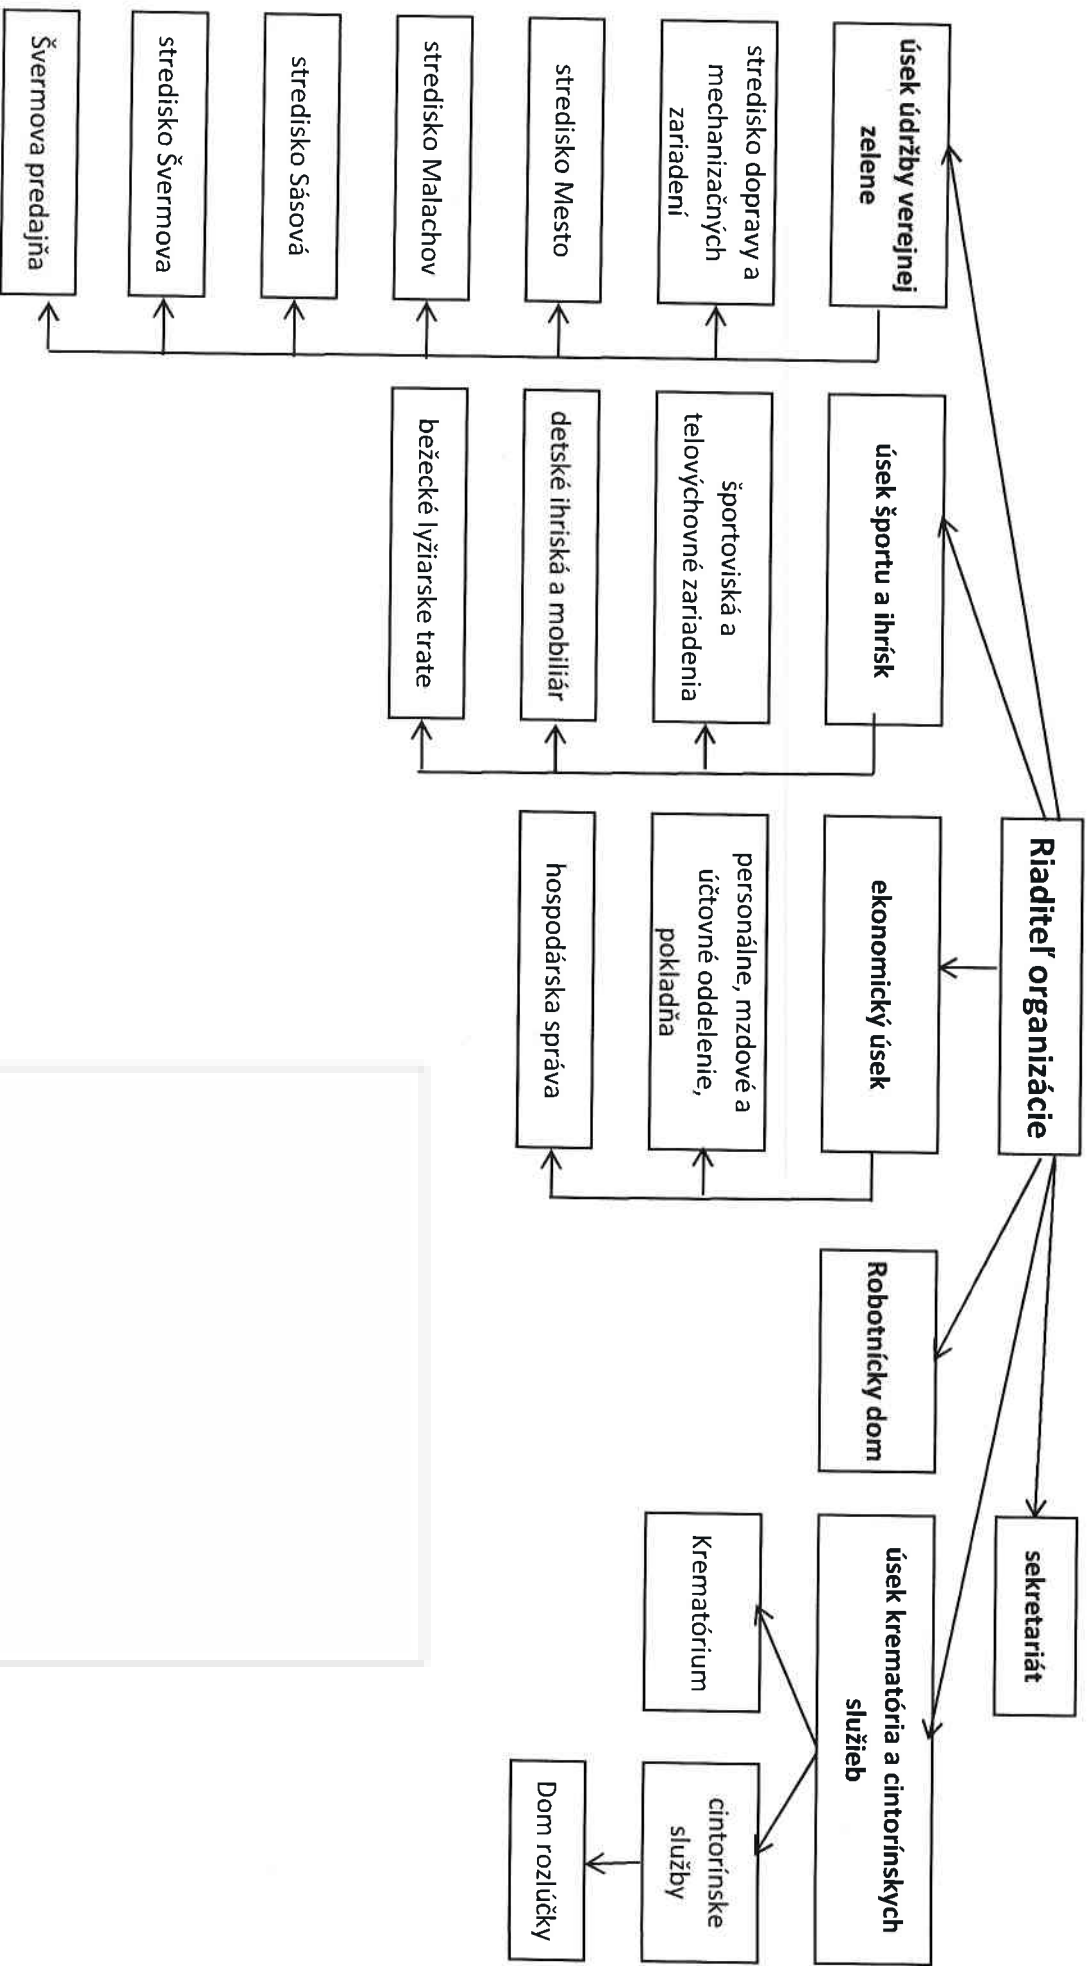 Riaditeľ organizácie
sekretariát
úsek údržby verejnej
zelene
úsek športu a ihrísk
ekonomický úsek
Robotnícky dom
úsek krematória a cintorínskych
služieb
stredisko dopravy a
mechanizačných
zariadení
stredisko Mesto
stredisko Malachov
stredisko Sásová
stredisko Švermova
Švermova predajňa
športoviská a
telovýchovné zariadenia
detské ihriská a mobiliár
bežecké lyžiarske trate
personálne, mzdové a
účtovné oddelenie,
pokladňa
hospodárska správa
Krematórium
cintorínske
služby
Dom rozlúčky